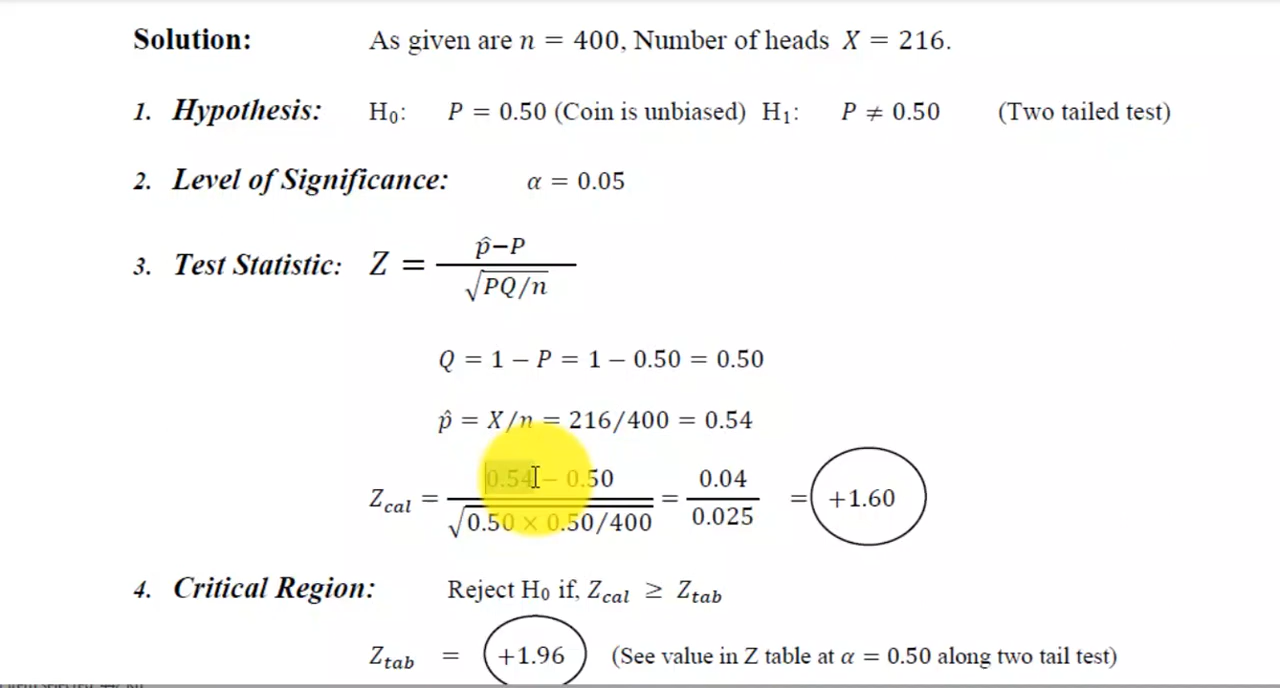 Solution: As given are n = 400, Number of heads X = 216.
1. Hypothesis: H₀: P = 0.50 (Coin is unbiased) H₁: P ≠ 0.50 (Two tailed test)
2. Level of Significance: α = 0.05
3. Test Statistic: Z = p̂−P / √PQ/n
Q = 1 − P = 1 − 0.50 = 0.50
p̂ = X/n = 216/400 = 0.54
Z_cal = 0.54 − 0.50 / √0.50 × 0.50/400 = 0.04 / 0.025 = +1.60
4. Critical Region: Reject H₀ if, Z_cal ≥ Z_tab
Z_tab = +1.96 (See value in Z table at α = 0.50 along two tail test)